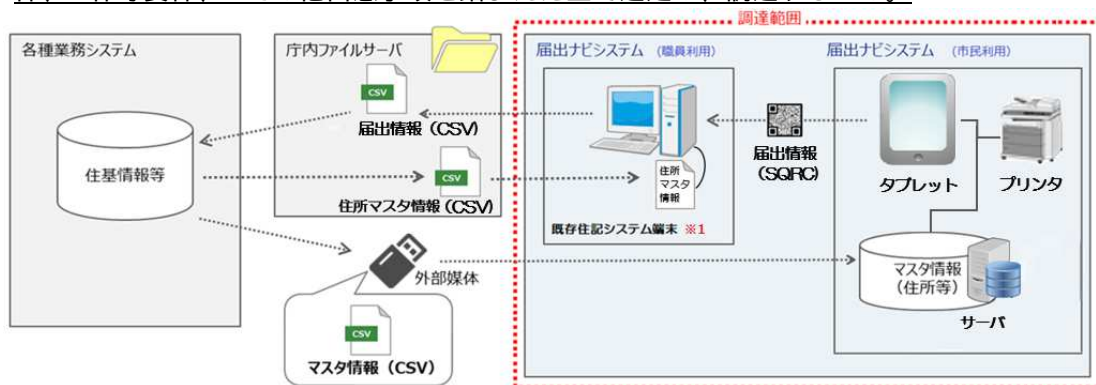 調達範囲
各種業務システム
庁内ファイルサーバ
届出ナビシステム (職員利用)
届出ナビシステム (市民利用)
CSV
届出情報 (CSV)
住基情報等
CSV
住所マスタ情報 (CSV)
住所
マスタ
情報
既存住記システム端末 ※1
届出情報
(SQRC)
タブレット
プリンタ
外部媒体
マスタ情報
(住所等)
サーバ
CSV
マスタ情報 (CSV)